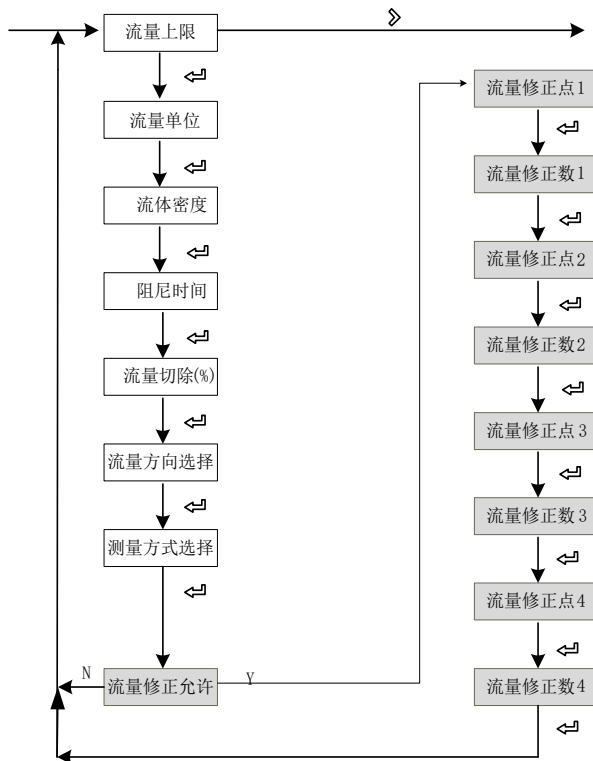 流量上限
流量单位
流体密度
阻尼时间
流量切除(%)
流量方向选择
测量方式选择
流量修正允许
N
Y
流量修正点1
流量修正数1
流量修正点2
流量修正数2
流量修正点3
流量修正数3
流量修正点4
流量修正数4